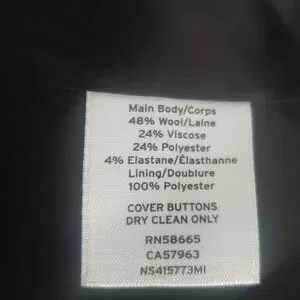 Main Body/Corps
48% Wool/Laine
24% Viscose
24% Polyester
4% Elastane/Élasthanne
Lining/Doublure
100% Polyester
COVER BUTTONS
DRY CLEAN ONLY
RN58665
CA57963
NS415773MI